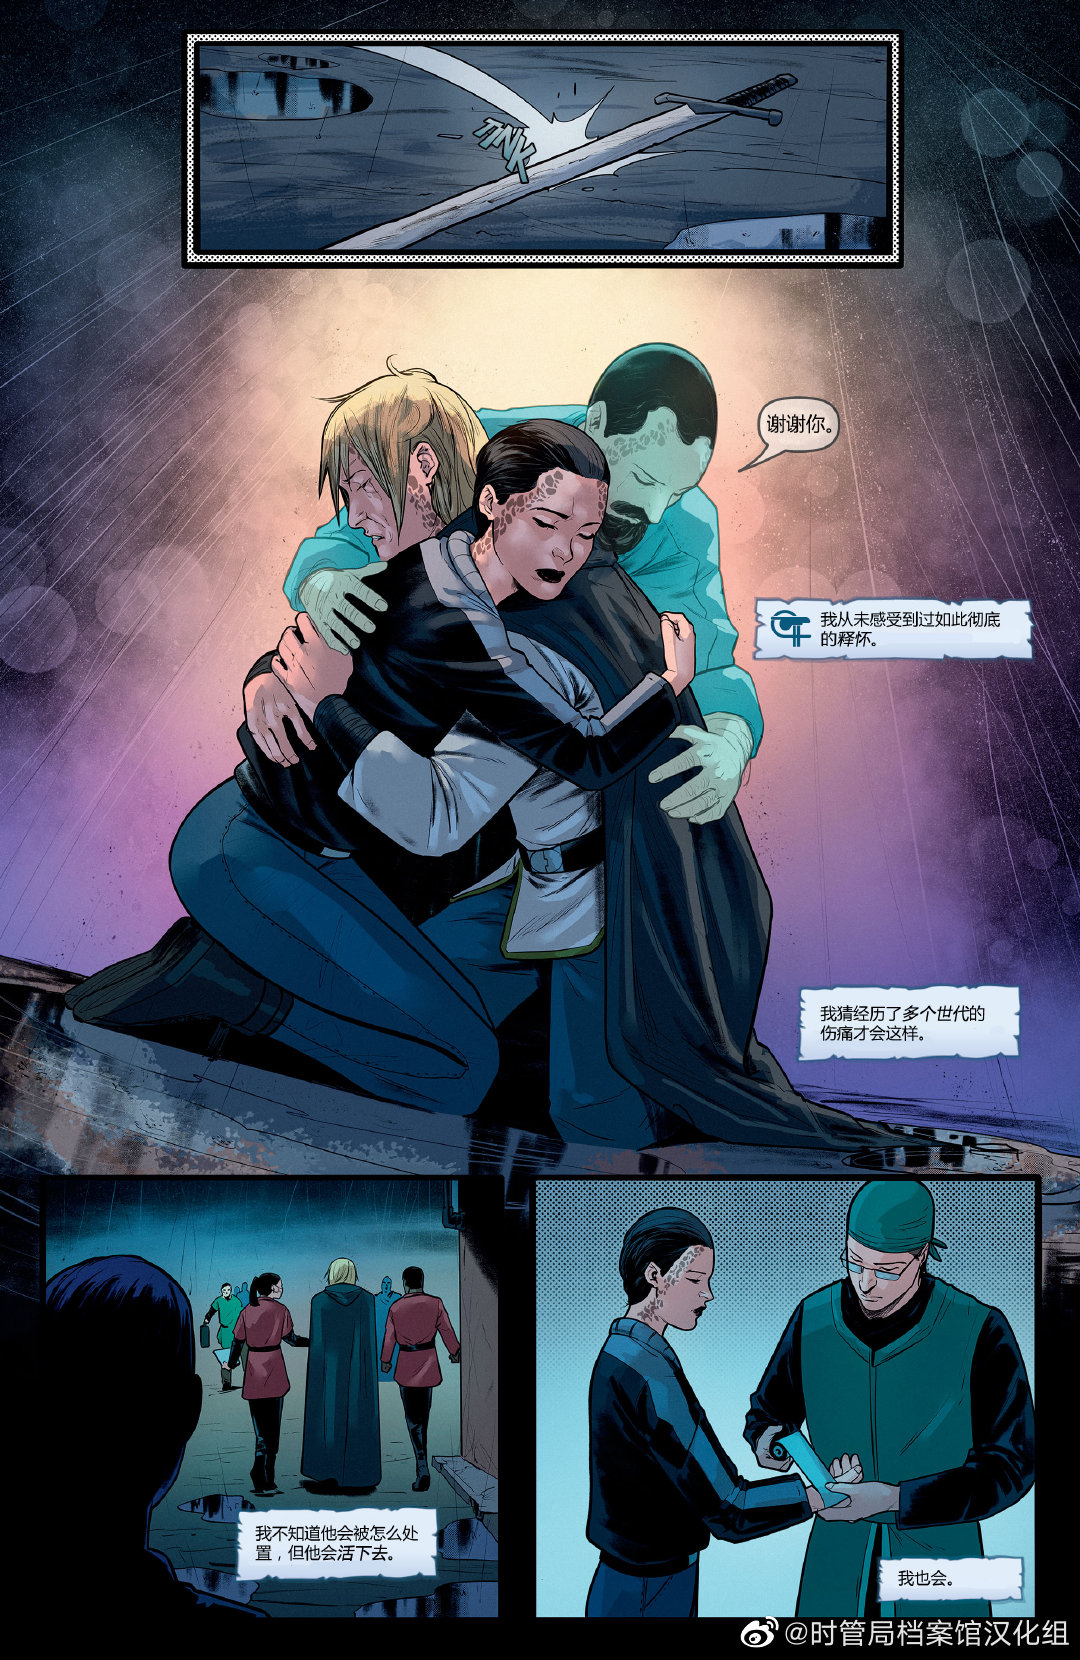 TINK
谢谢你。
我从未感受到过如此彻底
的释怀。
我猜经历了多个世代的
伤痛才会这样。
我不知道他会被怎么处
置，但他会活下去。
我也会。
@时管局档案馆汉化组